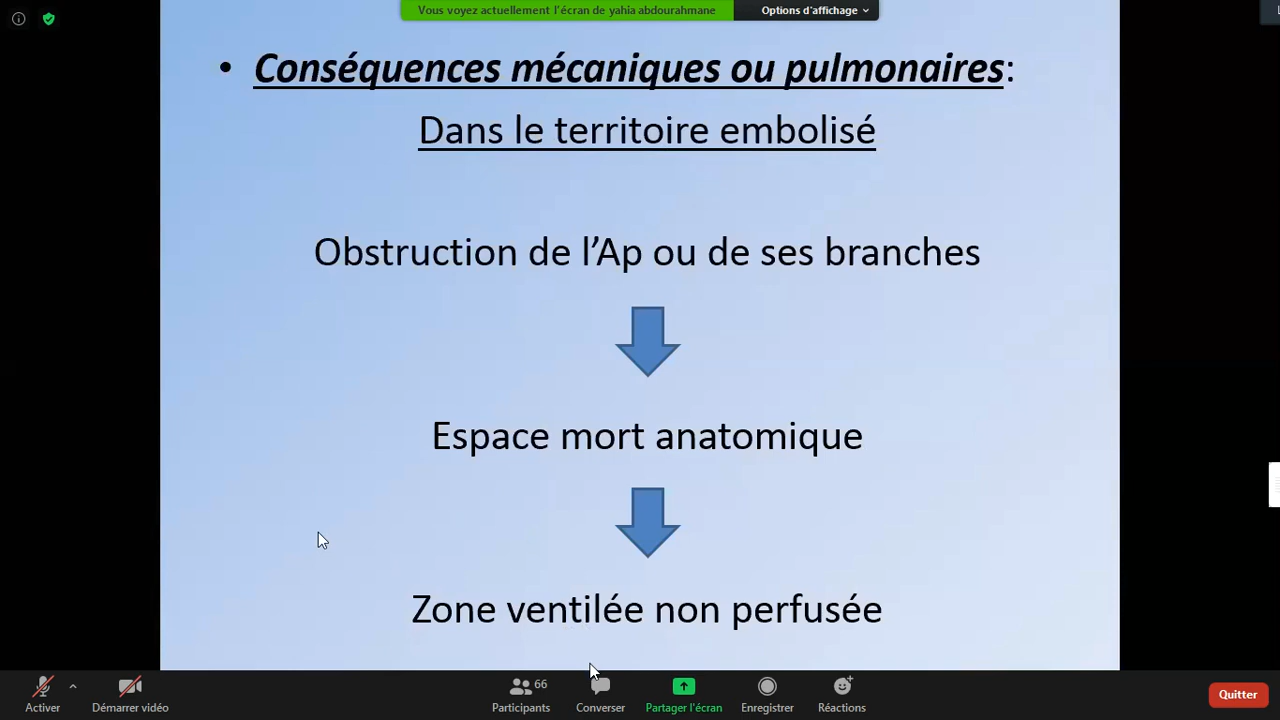 Vous voyez actuellement l'écran de yahia abdourahmane
Options d'affichage
• Conséquences mécaniques ou pulmonaires:
Dans le territoire embolisé
Obstruction de l’Ap ou de ses branches
Espace mort anatomique
Zone ventilée non perfusée
Activer
Démarrer vidéo
Participants
66
Converser
Partager l'écran
Enregistrer
Réactions
Quitter